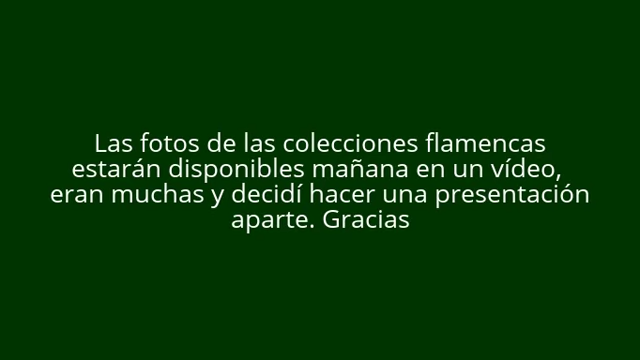 Las fotos de las colecciones flamencas
estarán disponibles mañana en un vídeo,
eran muchas y decidí hacer una presentación
aparte. Gracias